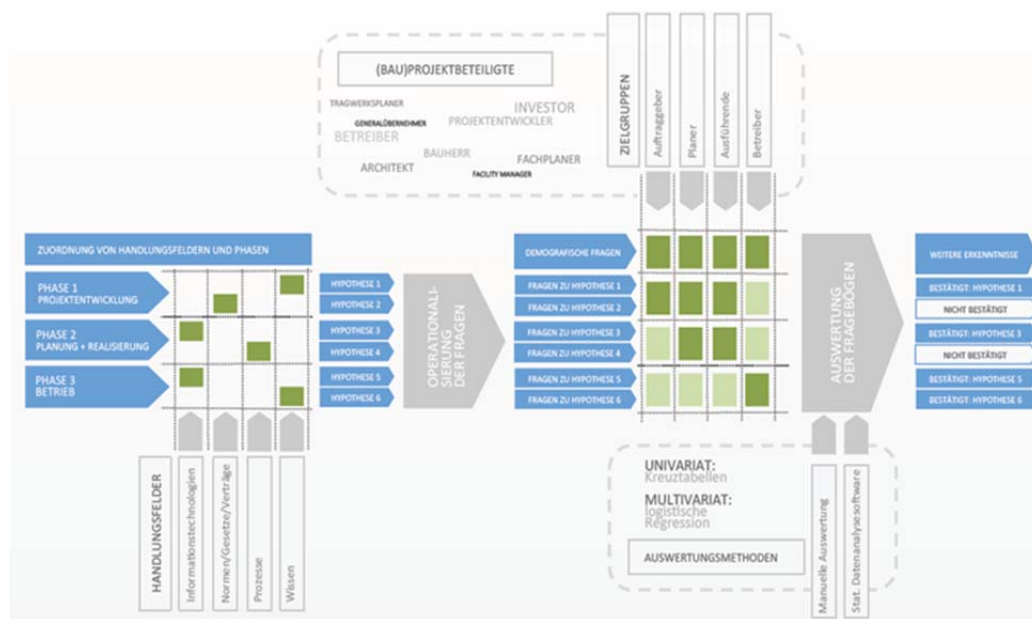 (BAU)PROJEKTBETEILIGTE
TRAGWERKSPLANER
INVESTOR
GENERALÜBERNEHMER
PROJEKTENTWICKLER
BETREIBER
BAUHERR
FACHPLANER
ARCHITEKT
FACILITY MANAGER
ZIELGRUPPEN
Auftraggeber
Planer
Ausführende
Betreiber
ZUORDNUNG VON HANDLUNGSFELDERN UND PHASEN
PHASE 1
PROJEKTENTWICKLUNG
PHASE 2
PLANUNG + REALISIERUNG
PHASE 3
BETRIEB
HANDLUNGSFELDER
Informationstechnologien
Normen/Gesetze/Verträge
Prozesse
Wissen
HYPOTHESE 1
HYPOTHESE 2
HYPOTHESE 3
HYPOTHESE 4
HYPOTHESE 5
HYPOTHESE 6
OPERATIONALI-
SIERUNG
DER FRAGEN
DEMOGRAFISCHE FRAGEN
FRAGEN ZU HYPOTHESE 1
FRAGEN ZU HYPOTHESE 2
FRAGEN ZU HYPOTHESE 3
FRAGEN ZU HYPOTHESE 4
FRAGEN ZU HYPOTHESE 5
FRAGEN ZU HYPOTHESE 6
AUSWERTUNG
DER FRAGEBÖGEN
UNIVARIAT:
Kreuztabellen
MULTIVARIAT:
logistische
Regression
AUSWERTUNGSMETHODEN
Manuelle Auswertung
Stat. Datenanalysesoftware
WEITERE ERKENNTNISSE
BESTÄTIGT: HYPOTHESE 1
NICHT BESTÄTIGT
BESTÄTIGT: HYPOTHESE 3
NICHT BESTÄTIGT
BESTÄTIGT: HYPOTHESE 5
BESTÄTIGT: HYPOTHESE 6